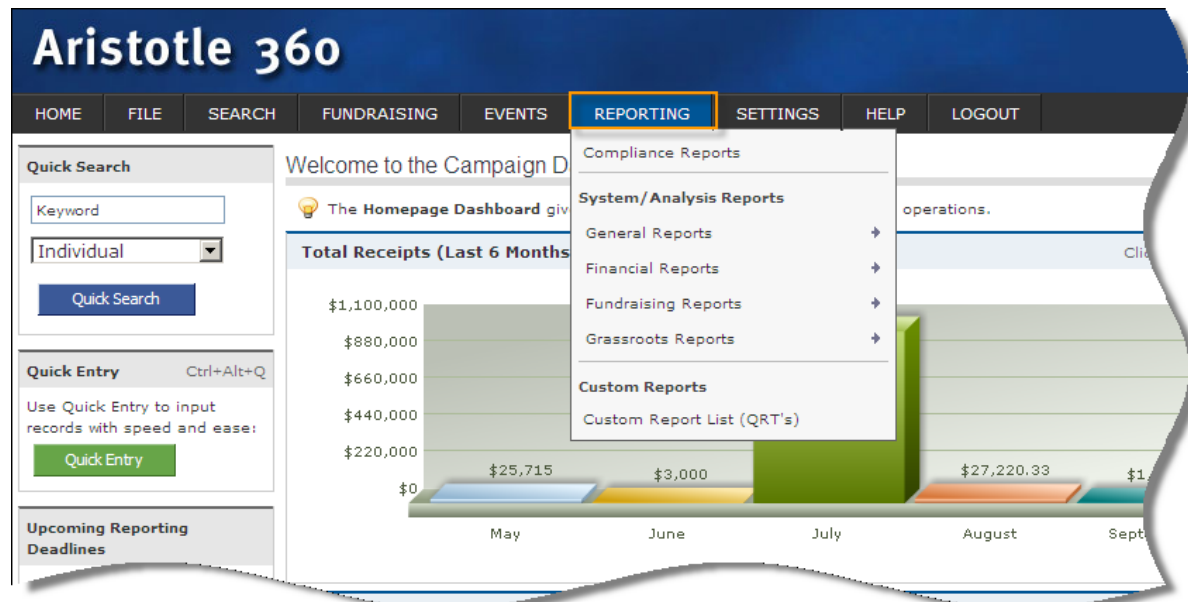 Aristotle 360
HOME FILE SEARCH FUNDRAISING EVENTS REPORTING SETTINGS HELP LOGOUT
Quick Search
Keyword
Individual
Quick Search
Quick Entry Ctrl+Alt+Q
Use Quick Entry to input
records with speed and ease:
Quick Entry
Upcoming Reporting
Deadlines
Welcome to the Campaign D
The Homepage Dashboard giv
operations.
Total Receipts (Last 6 Months
Clic
$1,100,000
$880,000
$660,000
$440,000
$220,000
$0
$25,715
$3,000
$27,220.33
$1,
May
June
July
August
Sept
Compliance Reports
System/Analysis Reports
General Reports
Financial Reports
Fundraising Reports
Grassroots Reports
Custom Reports
Custom Report List (QRT's)